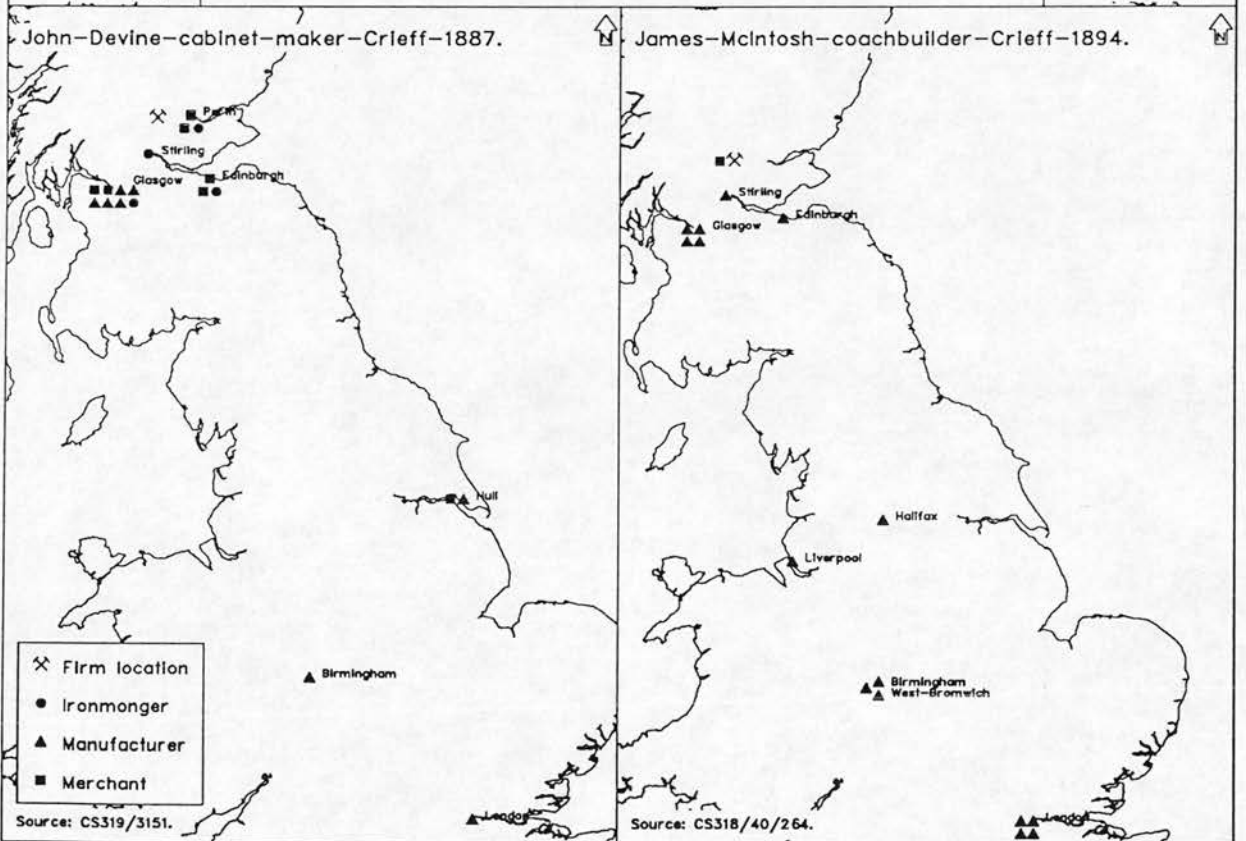 John-Devine-cabinet-maker-Crieff-1887.
N
Perth
Stirling
Edinburgh
Glasgow
Hull
Birmingham
London
Firm location
Ironmonger
Manufacturer
Merchant
Source: CS319/3151.
James-McIntosh-coachbuilder-Crieff-1894.
N
Stirling
Edinburgh
Glasgow
Halifax
Liverpool
Birmingham
West-Bromwich
London
Source: CS318/40/264.